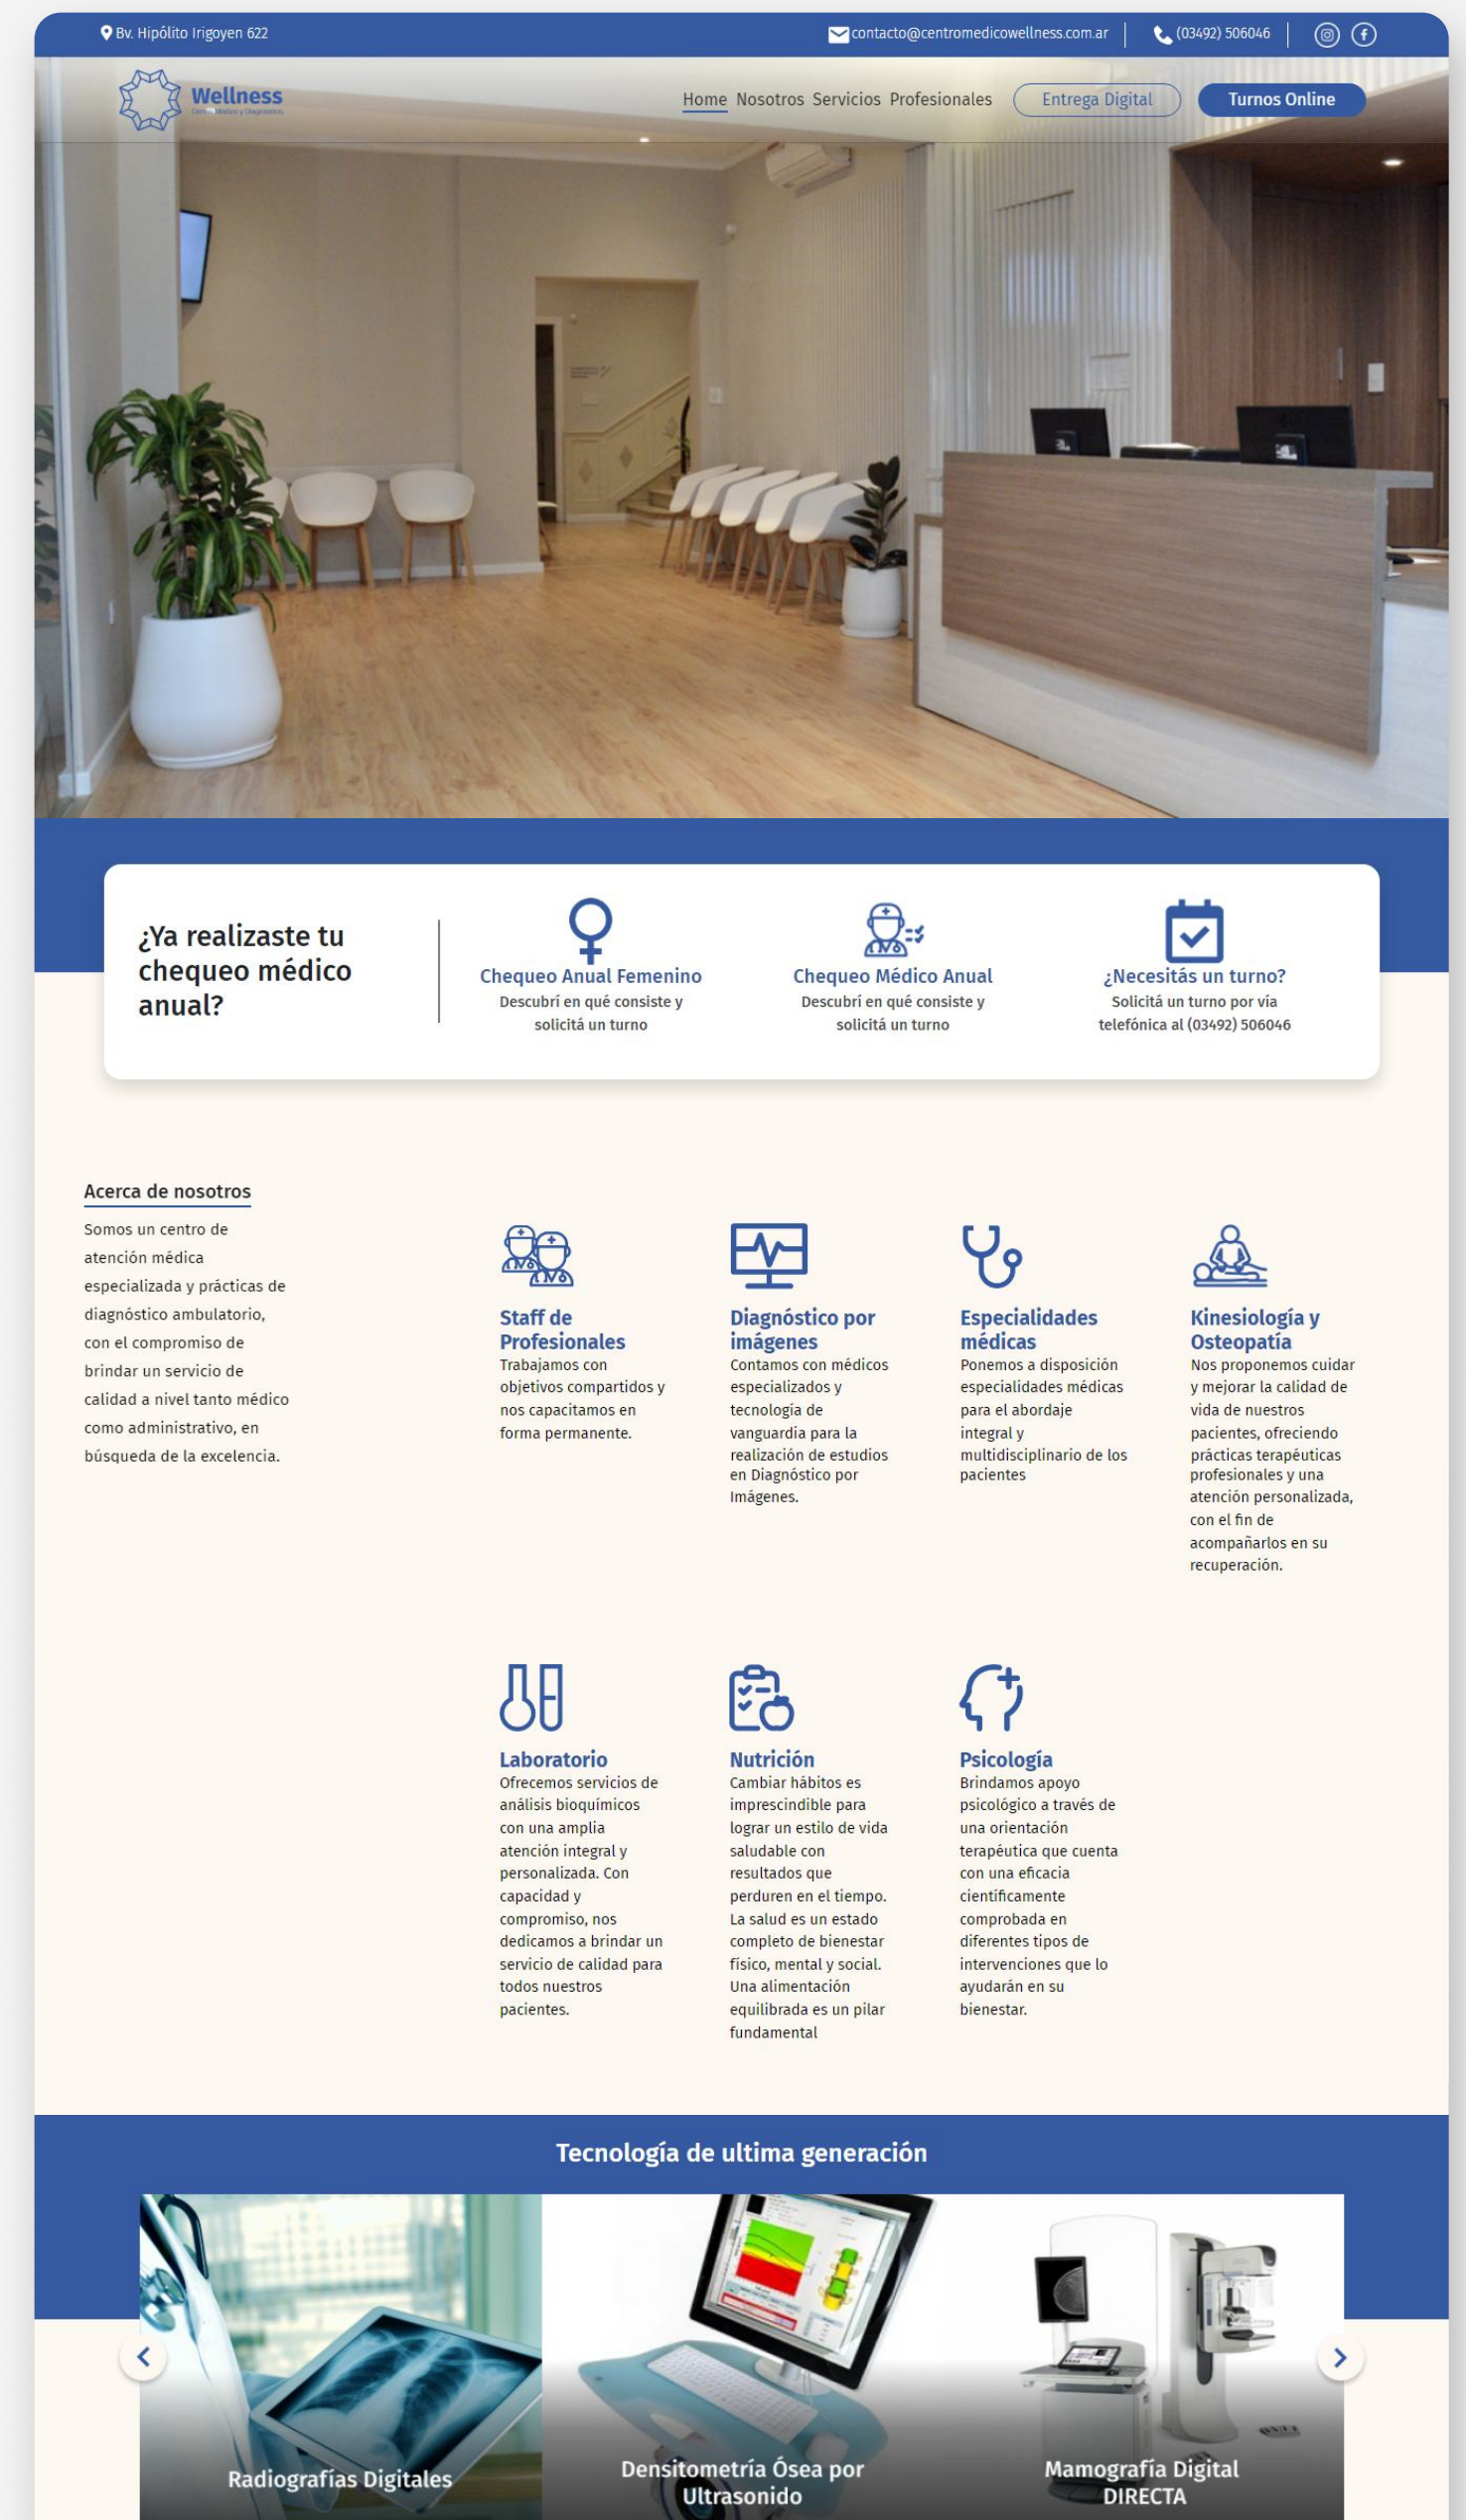 Bv. Hipólito Irigoyen 622
contacto@centromedicowellness.com.ar
(03492) 506046
Wellness
Home Nosotros Servicios Profesionales Entrega Digital Turnos Online
¿Ya realizaste tu
chequeo médico
anual?
Chequeo Anual Femenino
Descubrí en qué consiste y
solicitá un turno
Chequeo Médico Anual
Descubrí en qué consiste y
solicitá un turno
¿Necesitás un turno?
Solicitá un turno por vía
telefónica al (03492) 506046
Acerca de nosotros
Somos un centro de
atención médica
especializada y prácticas de
diagnóstico ambulatorio,
con el compromiso de
brindar un servicio de
calidad a nivel tanto médico
como administrativo, en
búsqueda de la excelencia.
Staff de
Profesionales
Trabajamos con
objetivos compartidos y
nos capacitamos en
forma permanente.
Diagnóstico por
imágenes
Contamos con médicos
especializados y
tecnología de
vanguardia para la
realización de estudios
en Diagnóstico por
Imágenes.
Especialidades
médicas
Ponemos a disposición
especialidades médicas
para el abordaje
integral y
multidisciplinario de los
pacientes
Kinesiología y
Osteopatía
Nos proponemos cuidar
y mejorar la calidad de
vida de nuestros
pacientes, ofreciendo
prácticas terapéuticas
profesionales y una
atención personalizada,
con el fin de
acompañarlos en su
recuperación.
Laboratorio
Ofrecemos servicios de
análisis bioquímicos
con una amplia
atención integral y
personalizada. Con
capacidad y
compromiso, nos
dedicamos a brindar un
servicio de calidad para
todos nuestros
pacientes.
Nutrición
Cambiar hábitos es
imprescindible para
lograr un estilo de vida
saludable con
resultados que
perduren en el tiempo.
La salud es un estado
completo de bienestar
físico, mental y social.
Una alimentación
equilibrada es un pilar
fundamental
Psicología
Brindamos apoyo
psicológico a través de
una orientación
terapéutica que cuenta
con una eficacia
científicamente
comprobada en
diferentes tipos de
intervenciones que lo
ayudarán en su
bienestar.
Tecnología de ultima generación
Radiografías Digitales
Densitometría Ósea por
Ultrasonido
Mamografía Digital
DIRECTA